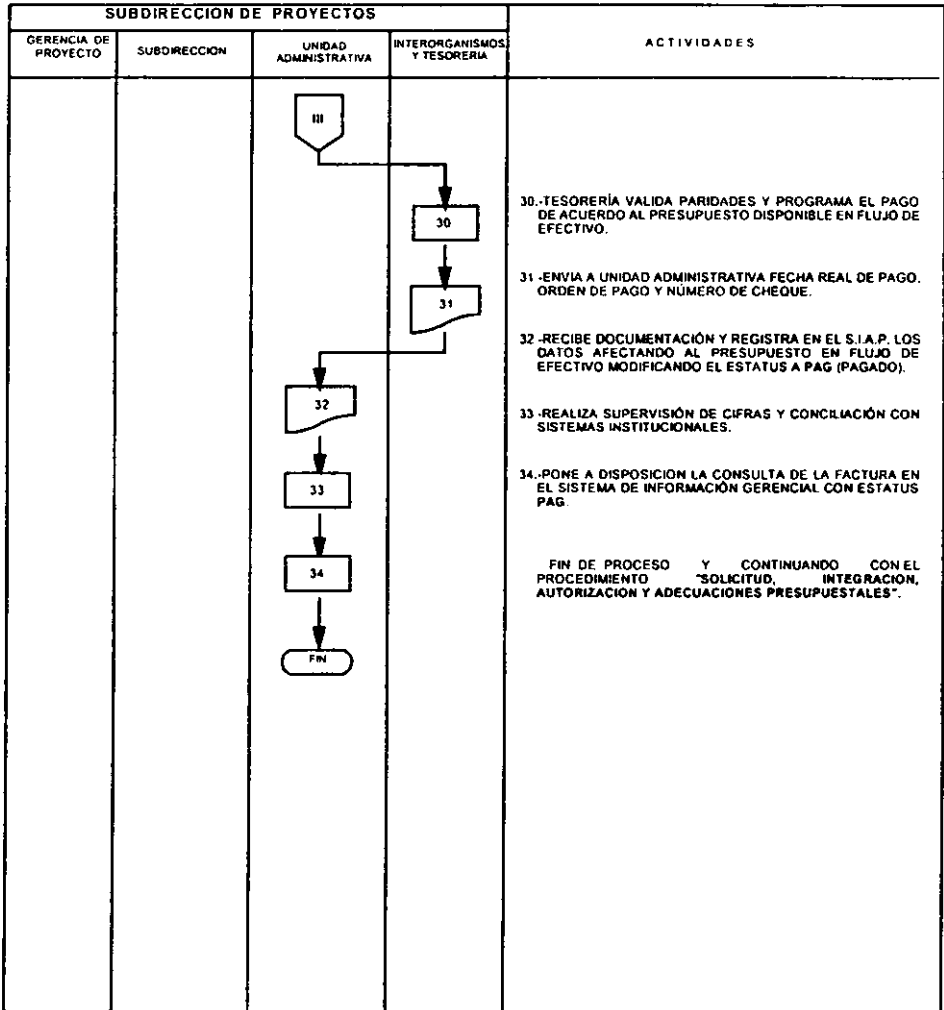 SUBDIRECCION DE PROYECTOS
GERENCIA DE
PROYECTO
SUBDIRECCION
UNIDAD
ADMINISTRATIVA
INTERORGANISMOS
Y TESORERIA
ACTIVIDADES
III
30
31
32
33
34
FIN
30.-TESORERÍA VALIDA PARIDADES Y PROGRAMA EL PAGO
DE ACUERDO AL PRESUPUESTO DISPONIBLE EN FLUJO DE
EFECTIVO.
31.-ENVIA A UNIDAD ADMINISTRATIVA FECHA REAL DE PAGO.
ORDEN DE PAGO Y NÚMERO DE CHEQUE.
32.-RECIBE DOCUMENTACIÓN Y REGISTRA EN EL S.I.A.P. LOS
DATOS AFECTANDO AL PRESUPUESTO EN FLUJO DE
EFECTIVO MODIFICANDO EL ESTATUS A PAG (PAGADO).
33.-REALIZA SUPERVISIÓN DE CIFRAS Y CONCILIACIÓN CON
SISTEMAS INSTITUCIONALES.
34.-PONE A DISPOSICION LA CONSULTA DE LA FACTURA EN
EL SISTEMA DE INFORMACIÓN GERENCIAL CON ESTATUS
PAG.
FIN DE PROCESO Y CONTINUANDO CON EL
PROCEDIMIENTO "SOLICITUD, INTEGRACION,
AUTORIZACION Y ADECUACIONES PRESUPUESTALES".